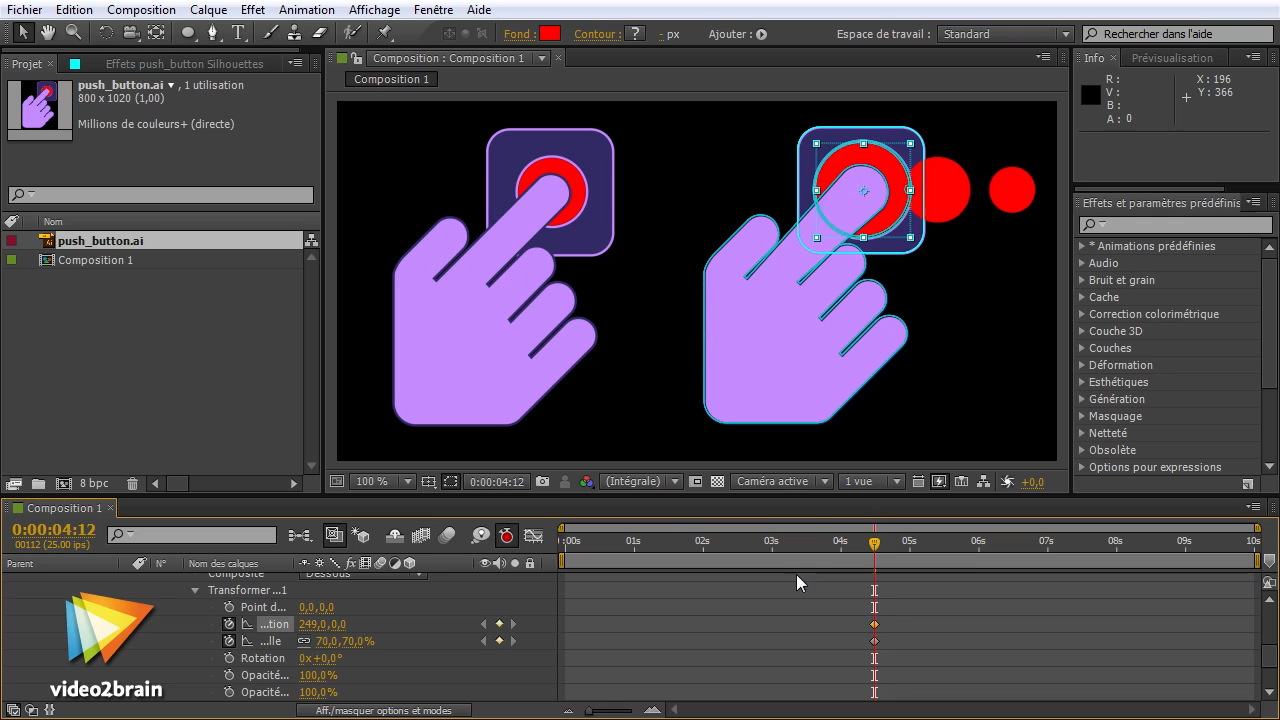 Fichier Edition Composition Calque Effet Animation Affichage Fenêtre Aide
Fond : Contour : ? - px Ajouter : Espace de travail : Standard Rechercher dans l'aide
Projet × Effets push_button Silhouettes
push_button.ai ▼ , 1 utilisation
800 x 1020 (1,00)
Millions de couleurs+ (directe)
Nom
push_button.ai
Composition 1
8 bpc
Composition : Composition 1
Composition 1
100 % 0:00:04:12 (Intégrale) Caméra active 1 vue +0,0
Info × Prévisualisation
R : X : 196
V : Y : 366
B :
A : 0
Effets et paramètres prédéfinis
* Animations prédéfinies
Audio
Bruit et grain
Cache
Correction colorimétrique
Couche 3D
Couches
Déformation
Esthétiques
Génération
Masquage
Netteté
Obsolète
Options pour expressions
Composition 1 ×
0:00:04:12
00112 (25.00 ips)
:00s 01s 02s 03s 04s 05s 06s 07s 08s 09s 10s
Parent N° Nom des calques
Composite Dessous
Transformer ...1
Point d... 0,0,0,0
...tion 249,0,0,0
...lle 70,0,70,0%
Rotation 0x+0,0°
Opacité... 100,0%
Opacité... 100,0%
Aff./masquer options et modes
video2brain